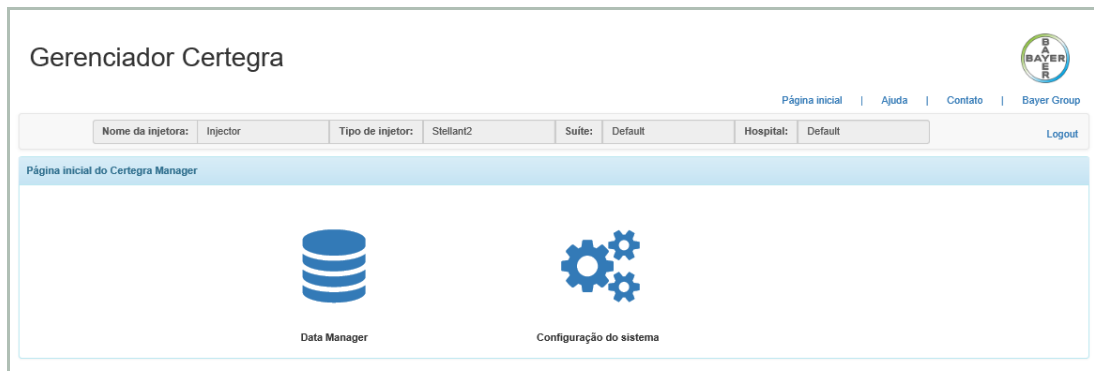 Gerenciador Certegra
BAYER
BAYER
Página inicial | Ajuda | Contato | Bayer Group
Nome da injetora: Injector Tipo de injetor: Stellant2 Suíte: Default Hospital: Default Logout
Página inicial do Certegra Manager
Data Manager Configuração do sistema